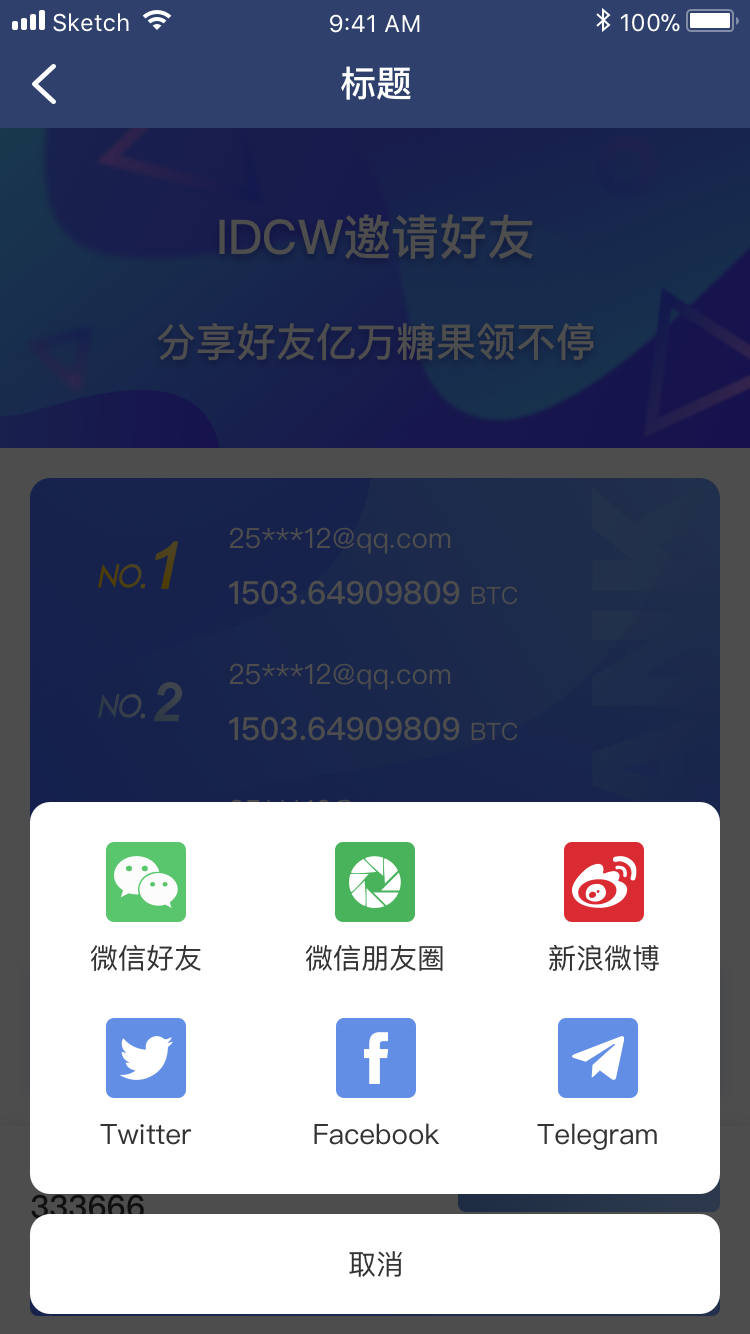 Sketch 9:41 AM 100%
标题
IDCW邀请好友
分享好友亿万糖果领不停
25***12@qq.com
NO.1
1503.64909809 BTC
25***12@qq.com
NO.2
1503.64909809 BTC
ANK
微信好友 微信朋友圈 新浪微博
Twitter Facebook Telegram
333666
取消